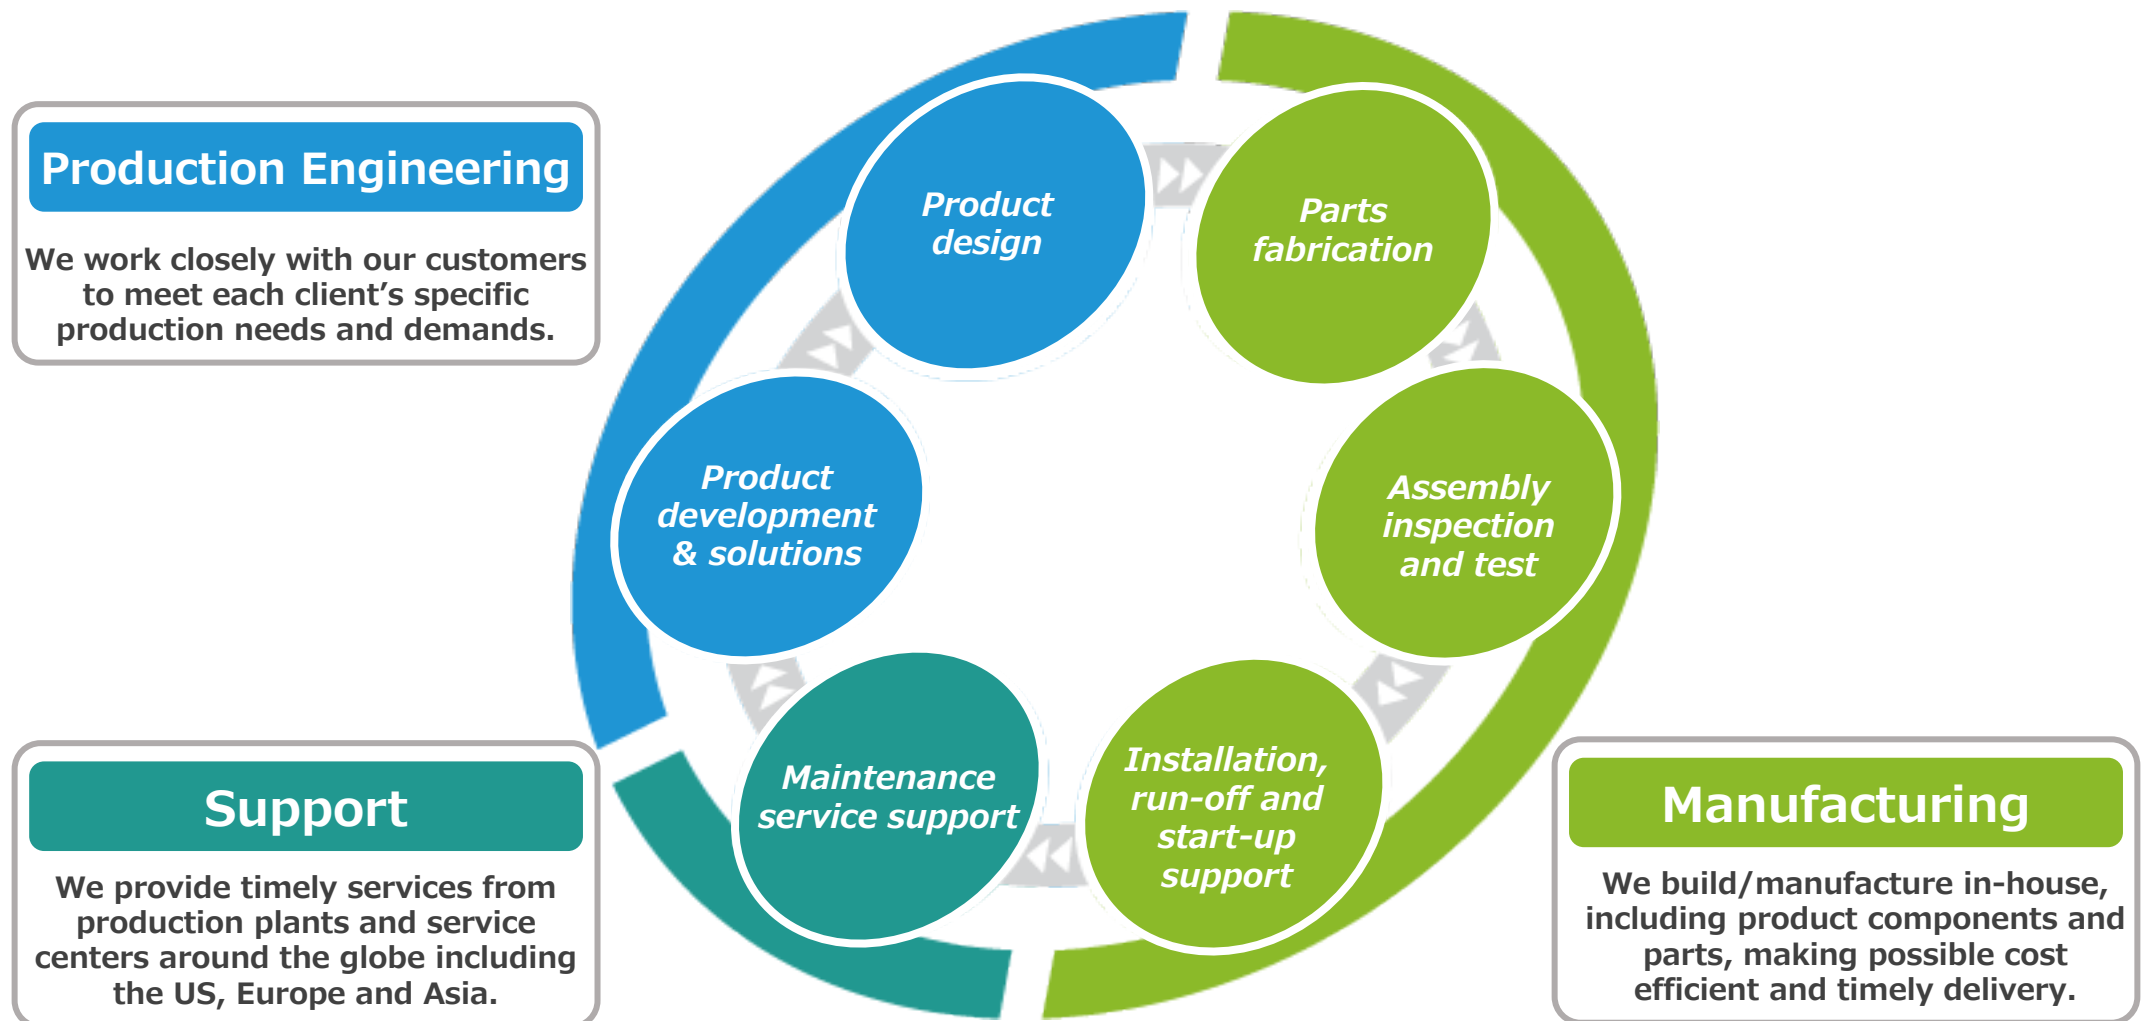 Production Engineering
We work closely with our customers
to meet each client’s specific
production needs and demands.
Product
design
Parts
fabrication
Product
development
& solutions
Assembly
inspection
and test
Maintenance
service support
Installation,
run-off and
start-up
support
Support
We provide timely services from
production plants and service
centers around the globe including
the US, Europe and Asia.
Manufacturing
We build/manufacture in-house,
including product components and
parts, making possible cost
efficient and timely delivery.